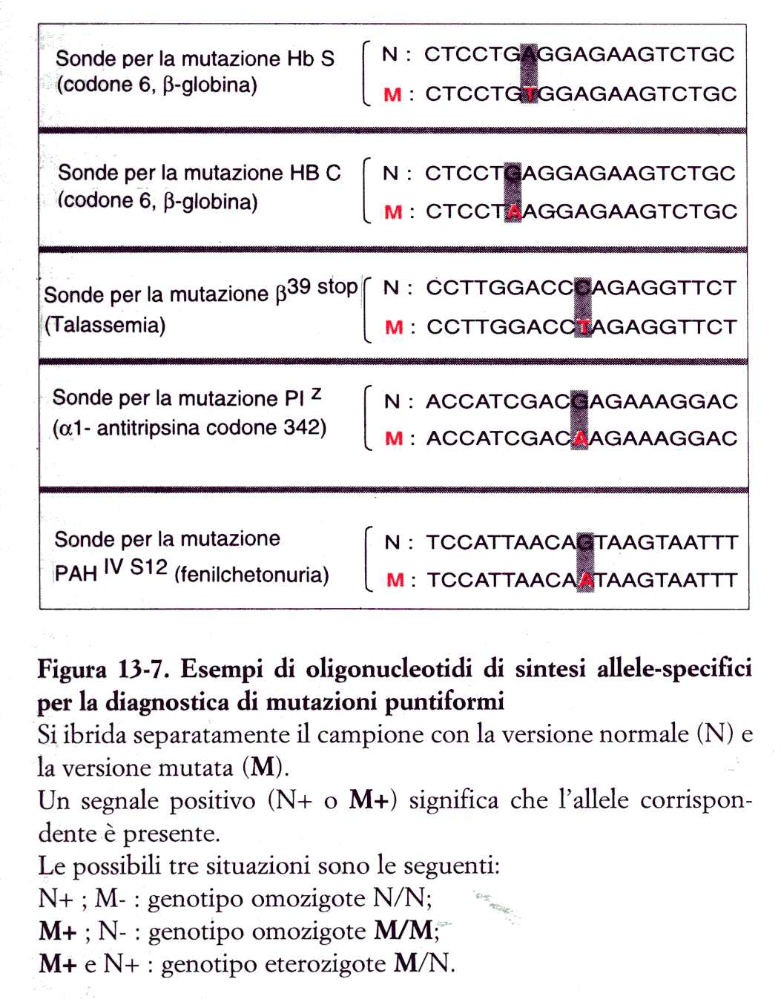 Sonde per la mutazione Hb S
(codone 6, β-globina)
N : CTCCTGAGGAGAAGTCTGC
M : CTCCTGTGGAGAAGTCTGC
Sonde per la mutazione HB C
(codone 6, β-globina)
N : CTCCTGAGGAGAAGTCTGC
M : CTCCTAAGGAGAAGTCTGC
Sonde per la mutazione β39 stop
(Talassemia)
N : CCTTGGACCCAGAGGTTCT
M : CCTTGGACCTAGAGGTTCT
Sonde per la mutazione PI Z
(α1- antitripsina codone 342)
N : ACCATCGACGAGAAAGGAC
M : ACCATCGACAAGAAAGGAC
Sonde per la mutazione
PAH IV S12 (fenilchetonuria)
N : TCCATTAACAGTAAGTAATTT
M : TCCATTAACAATAAGTAATTT
Figura 13-7. Esempi di oligonucleotidi di sintesi allele-specifici
per la diagnostica di mutazioni puntiformi
Si ibrida separatamente il campione con la versione normale (N) e
la versione mutata (M).
Un segnale positivo (N+ o M+) significa che l'allele corrispon-
dente è presente.
Le possibili tre situazioni sono le seguenti:
N+ ; M- : genotipo omozigote N/N;
M+ ; N- : genotipo omozigote M/M;
M+ e N+ : genotipo eterozigote M/N.